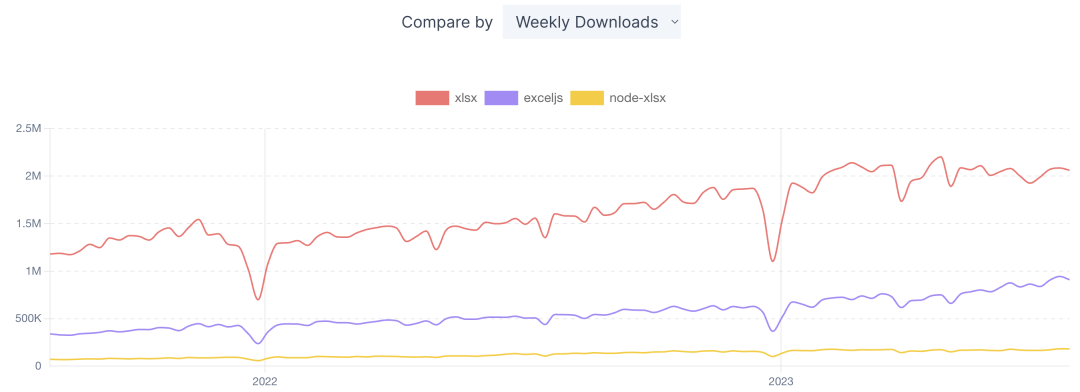 Compare by Weekly Downloads
xlsx exceljs node-xlsx
2.5M
2M
1.5M
1M
500K
0
2022 2023